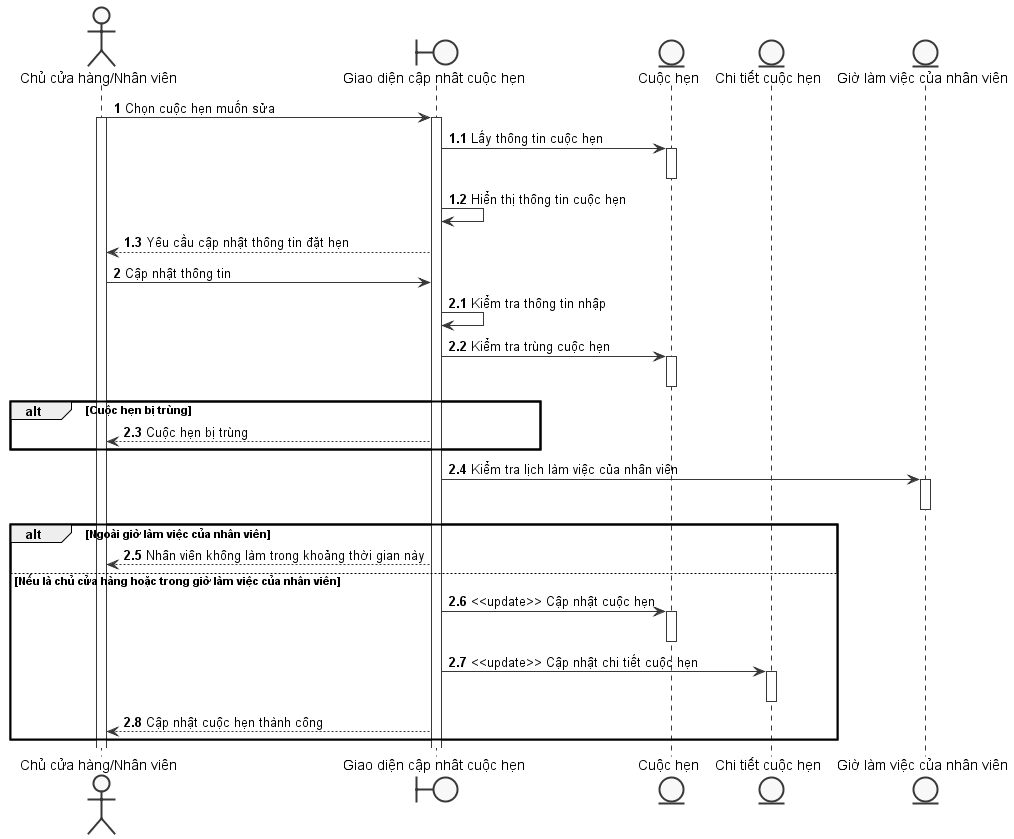 Chủ cửa hàng/Nhân viên
Giao diện cập nhật cuộc hẹn
Cuộc hẹn
Chi tiết cuộc hẹn
Giờ làm việc của nhân viên
1 Chọn cuộc hẹn muốn sửa
1.1 Lấy thông tin cuộc hẹn
1.2 Hiển thị thông tin cuộc hẹn
1.3 Yêu cầu cập nhật thông tin đặt hẹn
2 Cập nhật thông tin
2.1 Kiểm tra thông tin nhập
2.2 Kiểm tra trùng cuộc hẹn
alt [Cuộc hẹn bị trùng]
2.3 Cuộc hẹn bị trùng
2.4 Kiểm tra lịch làm việc của nhân viên
alt [Ngoài giờ làm việc của nhân viên]
2.5 Nhân viên không làm trong khoảng thời gian này
[Nếu là chủ cửa hàng hoặc trong giờ làm việc của nhân viên]
2.6 <<update>> Cập nhật cuộc hẹn
2.7 <<update>> Cập nhật chi tiết cuộc hẹn
2.8 Cập nhật cuộc hẹn thành công
Chủ cửa hàng/Nhân viên
Giao diện cập nhật cuộc hẹn
Cuộc hẹn
Chi tiết cuộc hẹn
Giờ làm việc của nhân viên